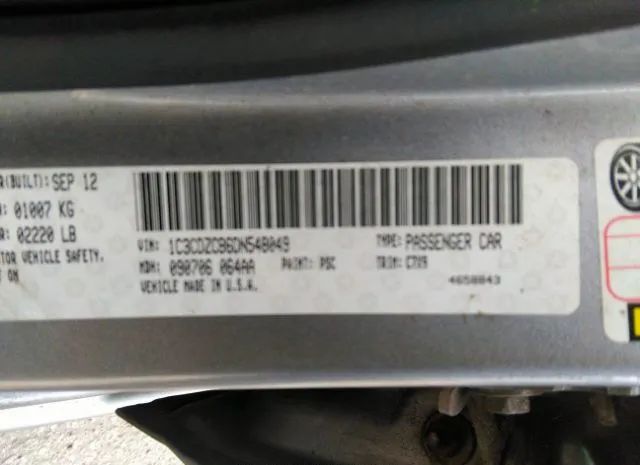 R(BUILT): SEP 12
: 01007 KG
R: 02220 LB
TOR VEHICLE SAFETY,
ON
VIN: 1C3CDZCB6DN548049 TYPE: PASSENGER CAR
MDH: 090706 064AA PAINT: PSC TRIM: C7X9
VEHICLE MADE IN U.S.A. 4658843